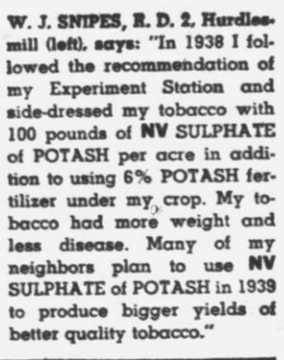 W. J. SNIPES, R. D. 2, Hurdles-
mill (left), says: "In 1938 I fol-
lowed the recommendation of
my Experiment Station and
side-dressed my tobacco with
100 pounds of NV SULPHATE
of POTASH per acre in addi-
tion to using 6% POTASH fer-
tilizer under my crop. My to-
bacco had more weight and
less disease. Many of my
neighbors plan to use NV
SULPHATE of POTASH in 1939
to produce bigger yields of
better quality tobacco."